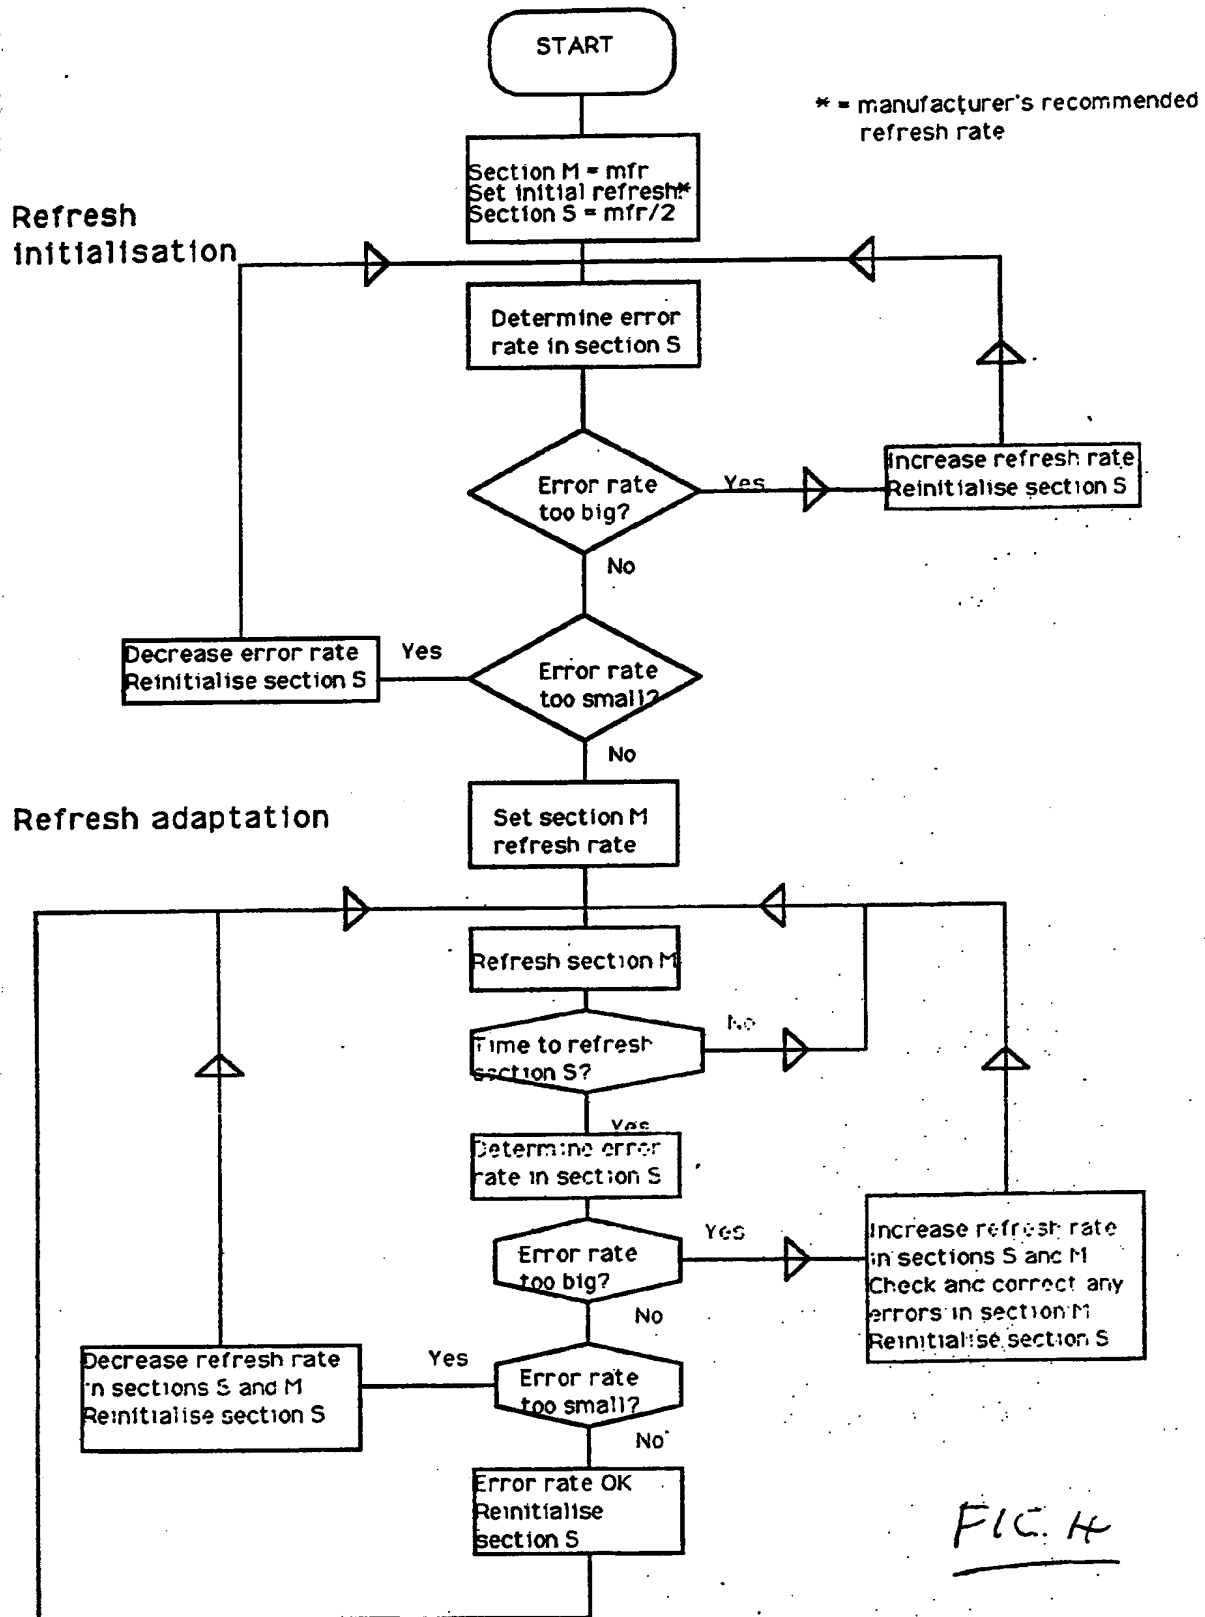 START
* = manufacturer's recommended
refresh rate
Section M = mfr
Set initial refresh*
Section S = mfr/2
Refresh
initialisation
Determine error
rate in section S
Error rate
too big?
Yes
Increase refresh rate
Reinitialise section S
No
Decrease error rate
Reinitialise section S
Yes
Error rate
too small?
No
Set section M
refresh rate
Refresh adaptation
Refresh section M
Time to refresh
section S?
No
Yes
Determine error
rate in section S
Error rate
too big?
Yes
Increase refresh rate
in sections S and M
Check and correct any
errors in section M
Reinitialise section S
No
Decrease refresh rate
in sections S and M
Reinitialise section S
Yes
Error rate
too small?
No
Error rate OK
Reinitialise
section S
FIG. 4